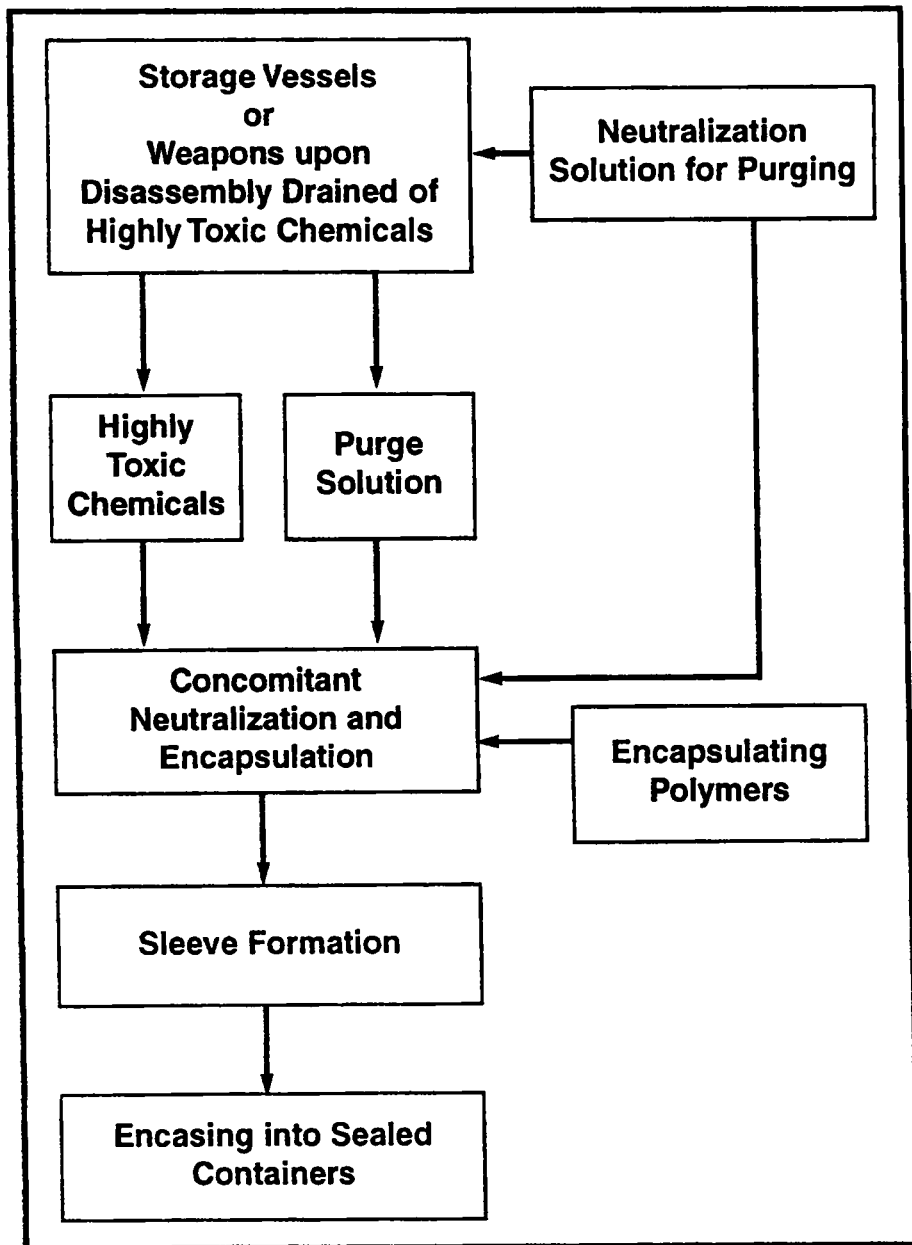 Storage Vessels
or
Weapons upon
Disassembly Drained of
Highly Toxic Chemicals
Neutralization
Solution for Purging
Highly
Toxic
Chemicals
Purge
Solution
Concomitant
Neutralization and
Encapsulation
Encapsulating
Polymers
Sleeve Formation
Encasing into Sealed
Containers